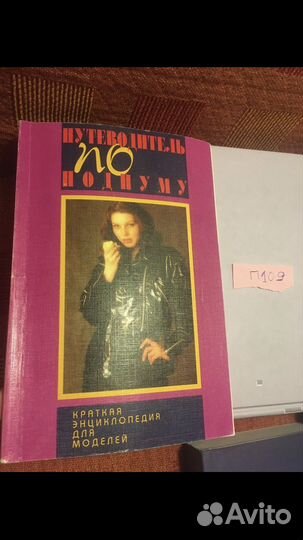 ПУТЕВОДИТЕЛЬ
ПО
ПОДИУМУ
П109
КРАТКАЯ
ЭНЦИКЛОПЕДИЯ
ДЛЯ
МОДЕЛЕЙ
Avito